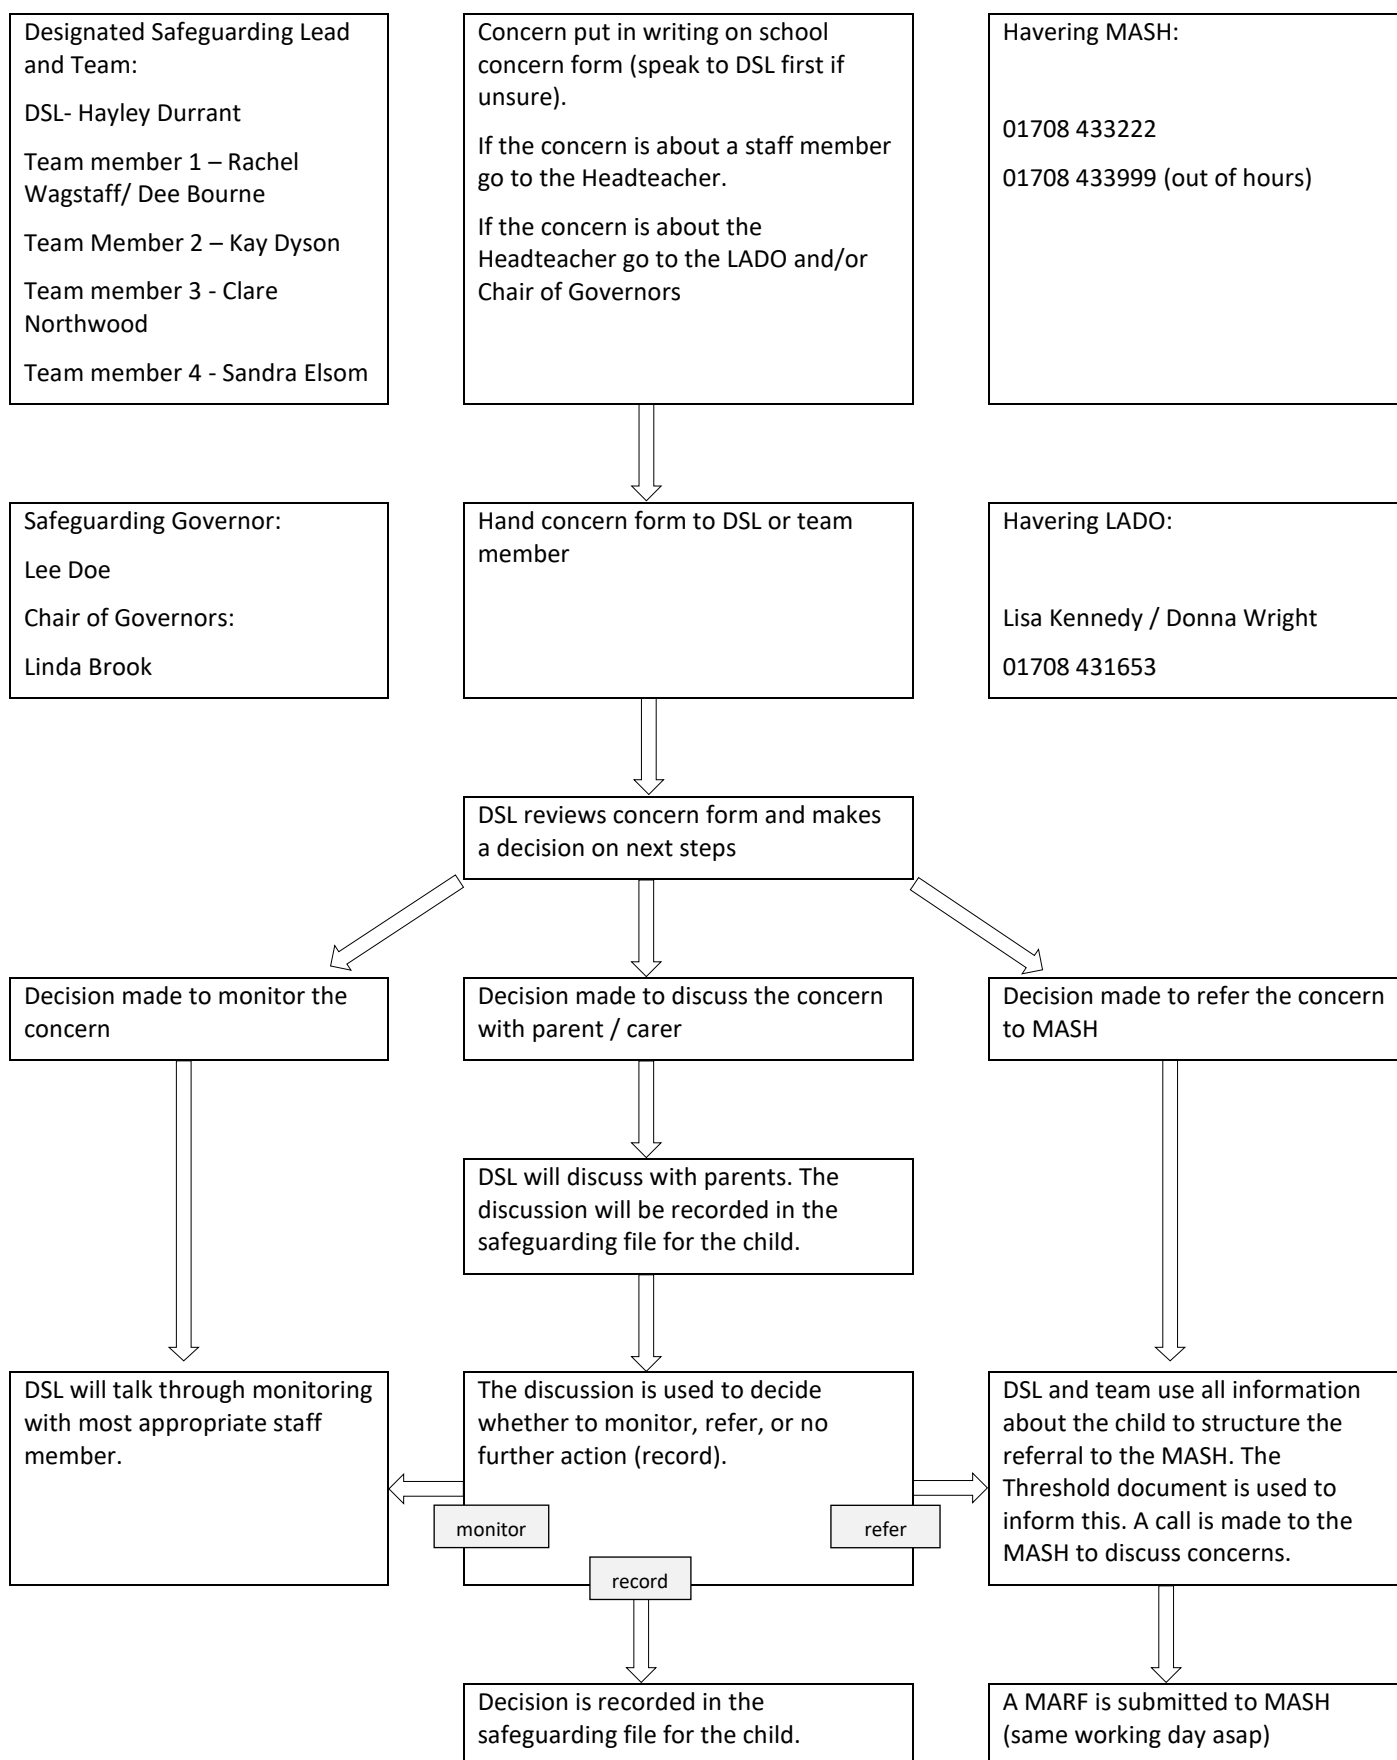 Designated Safeguarding Lead
and Team:
DSL- Hayley Durrant
Team member 1 – Rachel
Wagstaff/ Dee Bourne
Team Member 2 – Kay Dyson
Team member 3 - Clare
Northwood
Team member 4 - Sandra Elsom
Concern put in writing on school
concern form (speak to DSL first if
unsure).
If the concern is about a staff member
go to the Headteacher.
If the concern is about the
Headteacher go to the LADO and/or
Chair of Governors
Havering MASH:
01708 433222
01708 433999 (out of hours)
Safeguarding Governor:
Lee Doe
Chair of Governors:
Linda Brook
Hand concern form to DSL or team
member
Havering LADO:
Lisa Kennedy / Donna Wright
01708 431653
DSL reviews concern form and makes
a decision on next steps
Decision made to monitor the
concern
Decision made to discuss the concern
with parent / carer
Decision made to refer the concern
to MASH
DSL will discuss with parents. The
discussion will be recorded in the
safeguarding file for the child.
DSL will talk through monitoring
with most appropriate staff
member.
The discussion is used to decide
whether to monitor, refer, or no
further action (record).
monitor
refer
record
DSL and team use all information
about the child to structure the
referral to the MASH. The
Threshold document is used to
inform this. A call is made to the
MASH to discuss concerns.
Decision is recorded in the
safeguarding file for the child.
A MARF is submitted to MASH
(same working day asap)